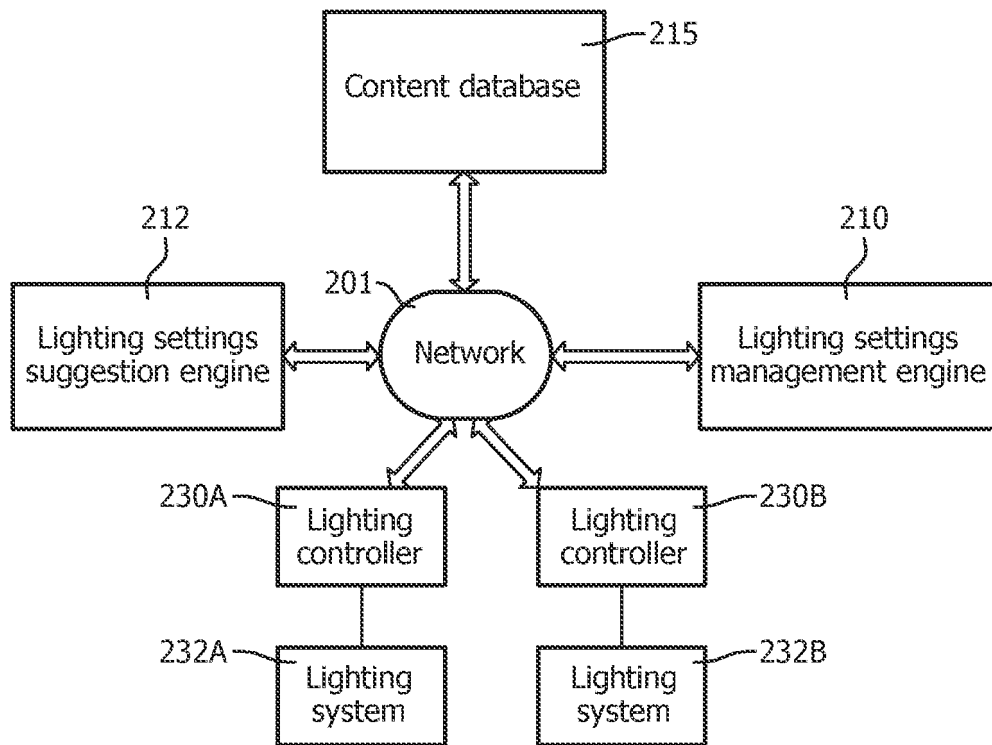 215
Content database
212
210
201
Lighting settings
suggestion engine
Network
Lighting settings
management engine
230A
Lighting
controller
230B
Lighting
controller
232A
Lighting
system
232B
Lighting
system